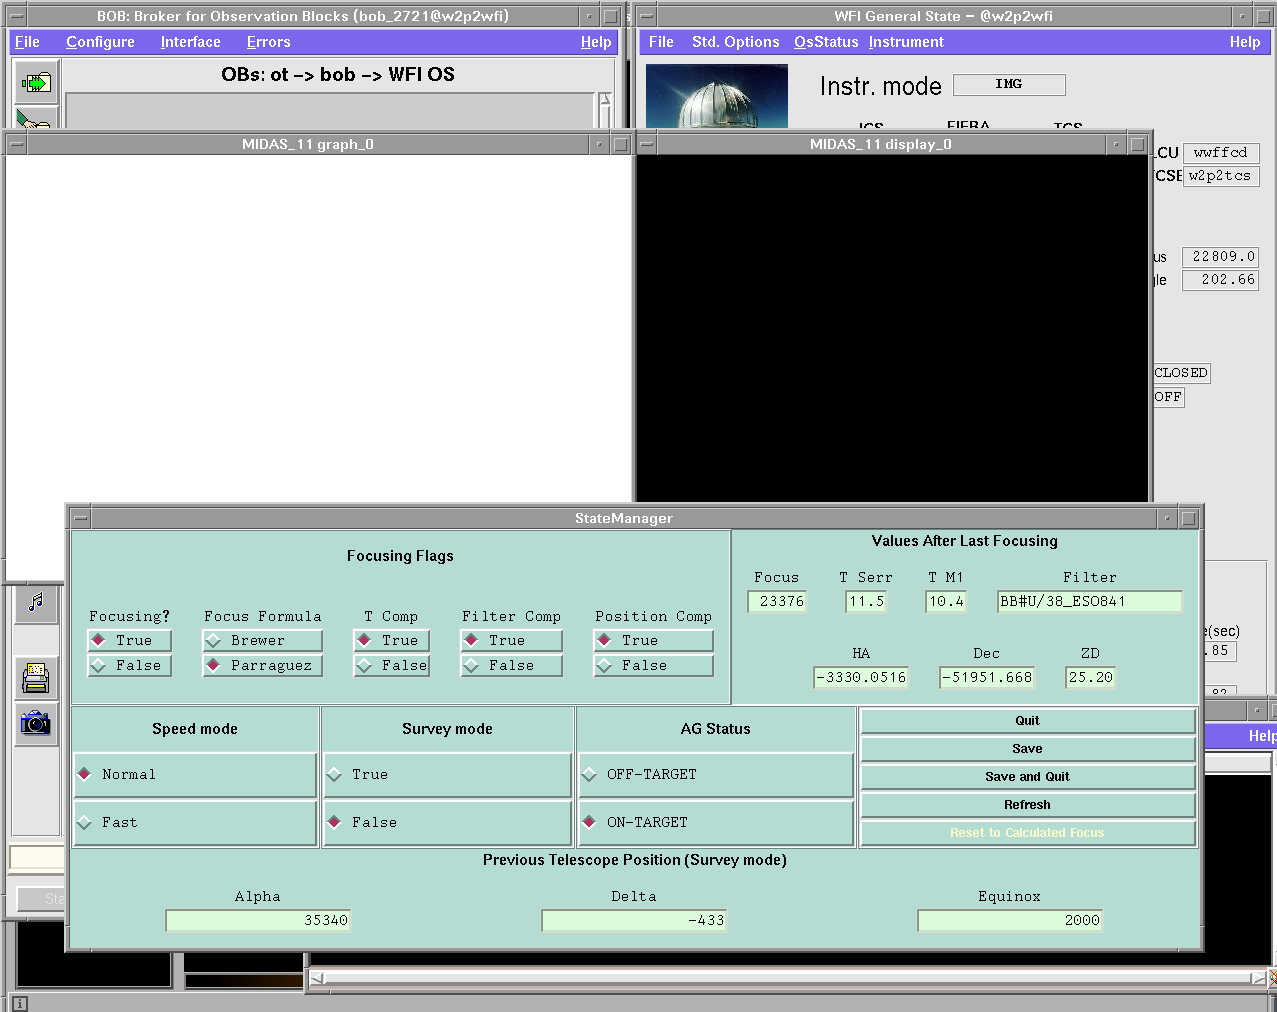 BOB: Broker for Observation Blocks (bob_2721@w2p2wfi)
File Configure Interface Errors Help
OBs: ot -> bob -> WFI OS
WFI General State - @w2p2wfi
File Std. Options OsStatus Instrument Help
Instr. mode IMG
ICS FIERA TCS
LCU wwffcd
w2p2tcs
22809.0
202.66
CLOSED
OFF
MIDAS_11 graph_0
MIDAS_11 display_0
StateManager
Focusing Flags
Focusing? Focus Formula T Comp Filter Comp Position Comp
True Brewer True True True
False Parraguez False False False
Values After Last Focusing
Focus T Serr T M1 Filter
23376 11.5 10.4 BB#U/38_ESO841
HA Dec ZD
-3330.0516 -51951.668 25.20
Speed mode
Normal
Fast
Survey mode
True
False
AG Status
OFF-TARGET
ON-TARGET
Quit
Save
Save and Quit
Refresh
Reset to Calculated Focus
Previous Telescope Position (Survey mode)
Alpha Delta Equinox
35340 -433 2000
(sec)
.85
Help